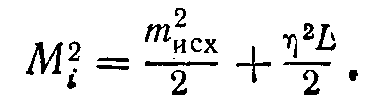 M_i^2 = \frac{m_{исх}^2}{2} + \frac{\eta^2 L}{2}.